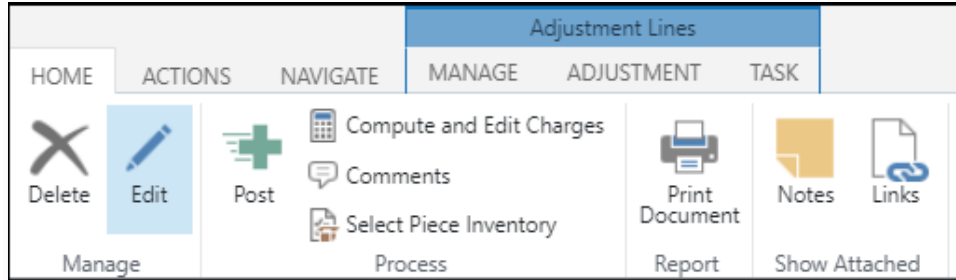 Adjustment Lines
HOME ACTIONS NAVIGATE MANAGE ADJUSTMENT TASK
Delete
Edit
Post
Compute and Edit Charges
Comments
Select Piece Inventory
Print
Document
Notes
Links
Manage Process Report Show Attached